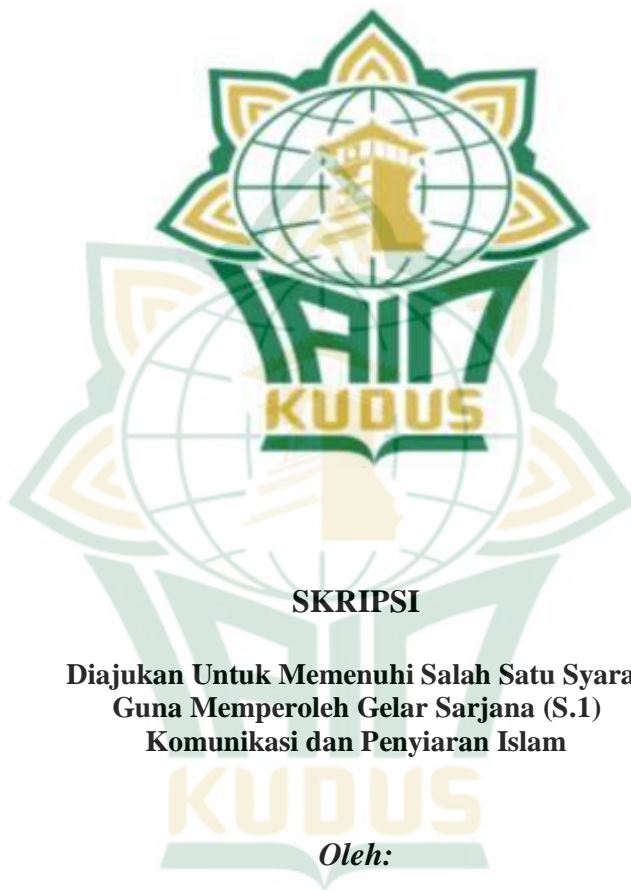 IAIN
KUDUS
SKRIPSI
Diajukan Untuk Memenuhi Salah Satu Syara
Guna Memperoleh Gelar Sarjana (S.1)
Komunikasi dan Penyiaran Islam
KUDUS
Oleh: